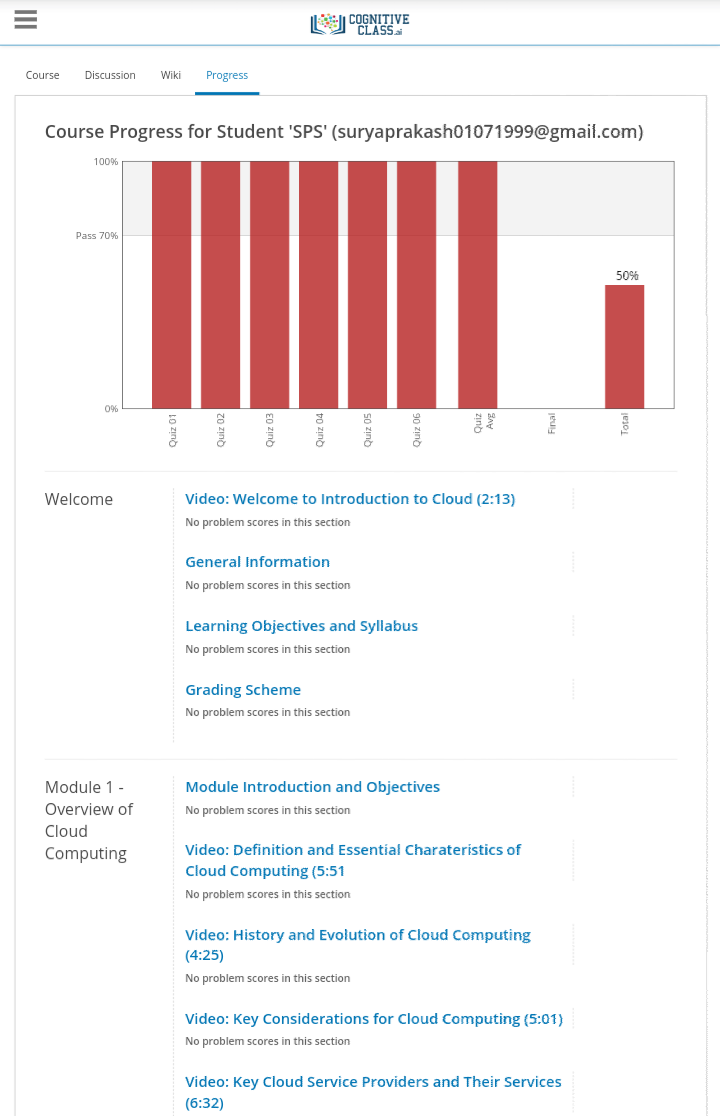 COGNITIVE
CLASS.ai
Course Discussion Wiki Progress
Course Progress for Student 'SPS' (suryaprakash01071999@gmail.com)
100%
Pass 70%
50%
0%
Quiz 01
Quiz 02
Quiz 03
Quiz 04
Quiz 05
Quiz 06
Quiz
Avg
Final
Total
Welcome
Video: Welcome to Introduction to Cloud (2:13)
No problem scores in this section
General Information
No problem scores in this section
Learning Objectives and Syllabus
No problem scores in this section
Grading Scheme
No problem scores in this section
Module 1 -
Overview of
Cloud
Computing
Module Introduction and Objectives
No problem scores in this section
Video: Definition and Essential Charateristics of
Cloud Computing (5:51
No problem scores in this section
Video: History and Evolution of Cloud Computing
(4:25)
No problem scores in this section
Video: Key Considerations for Cloud Computing (5:01)
No problem scores in this section
Video: Key Cloud Service Providers and Their Services
(6:32)